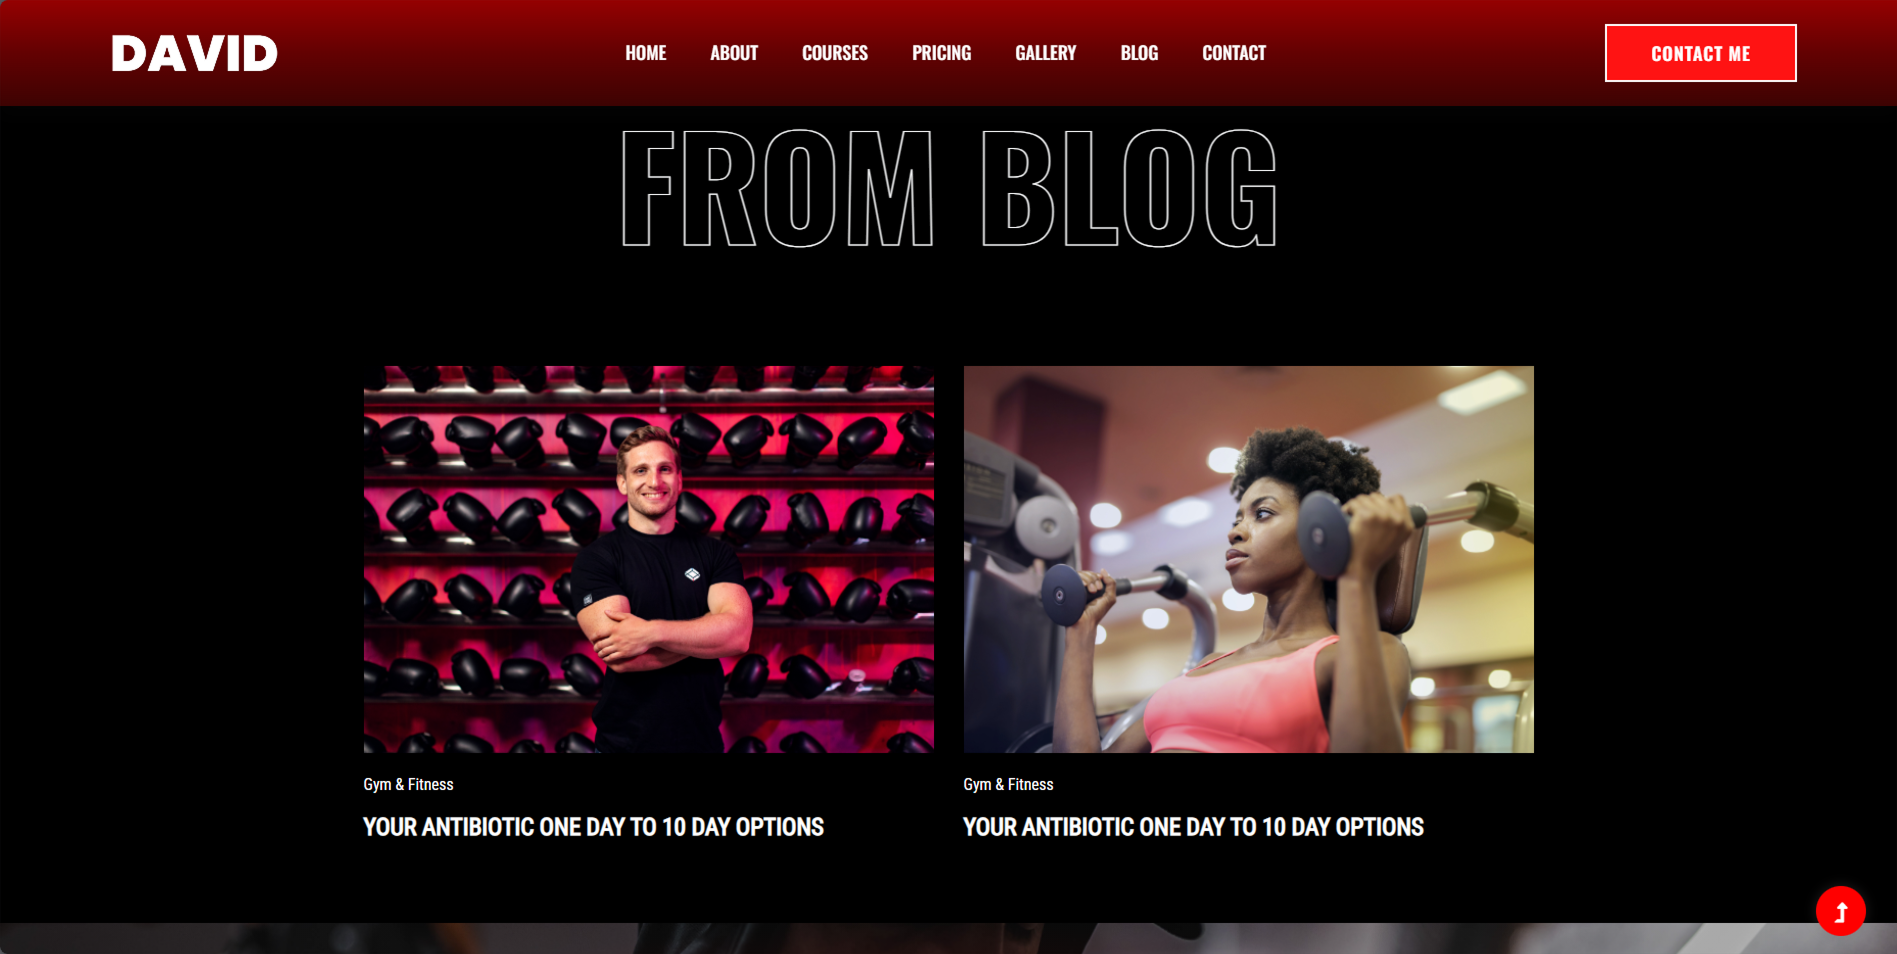 DAVID
HOME ABOUT COURSES PRICING GALLERY BLOG CONTACT
CONTACT ME
FROM BLOG
Gym & Fitness
YOUR ANTIBIOTIC ONE DAY TO 10 DAY OPTIONS
Gym & Fitness
YOUR ANTIBIOTIC ONE DAY TO 10 DAY OPTIONS